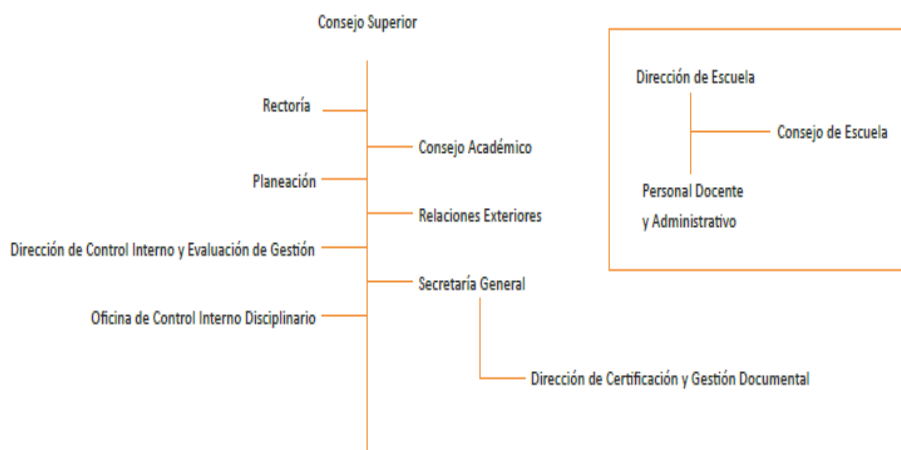 Consejo Superior
Rectoría
Consejo Académico
Planeación
Relaciones Exteriores
Dirección de Control Interno y Evaluación de Gestión
Secretaría General
Oficina de Control Interno Disciplinario
Dirección de Certificación y Gestión Documental
Dirección de Escuela
Consejo de Escuela
Personal Docente
y Administrativo